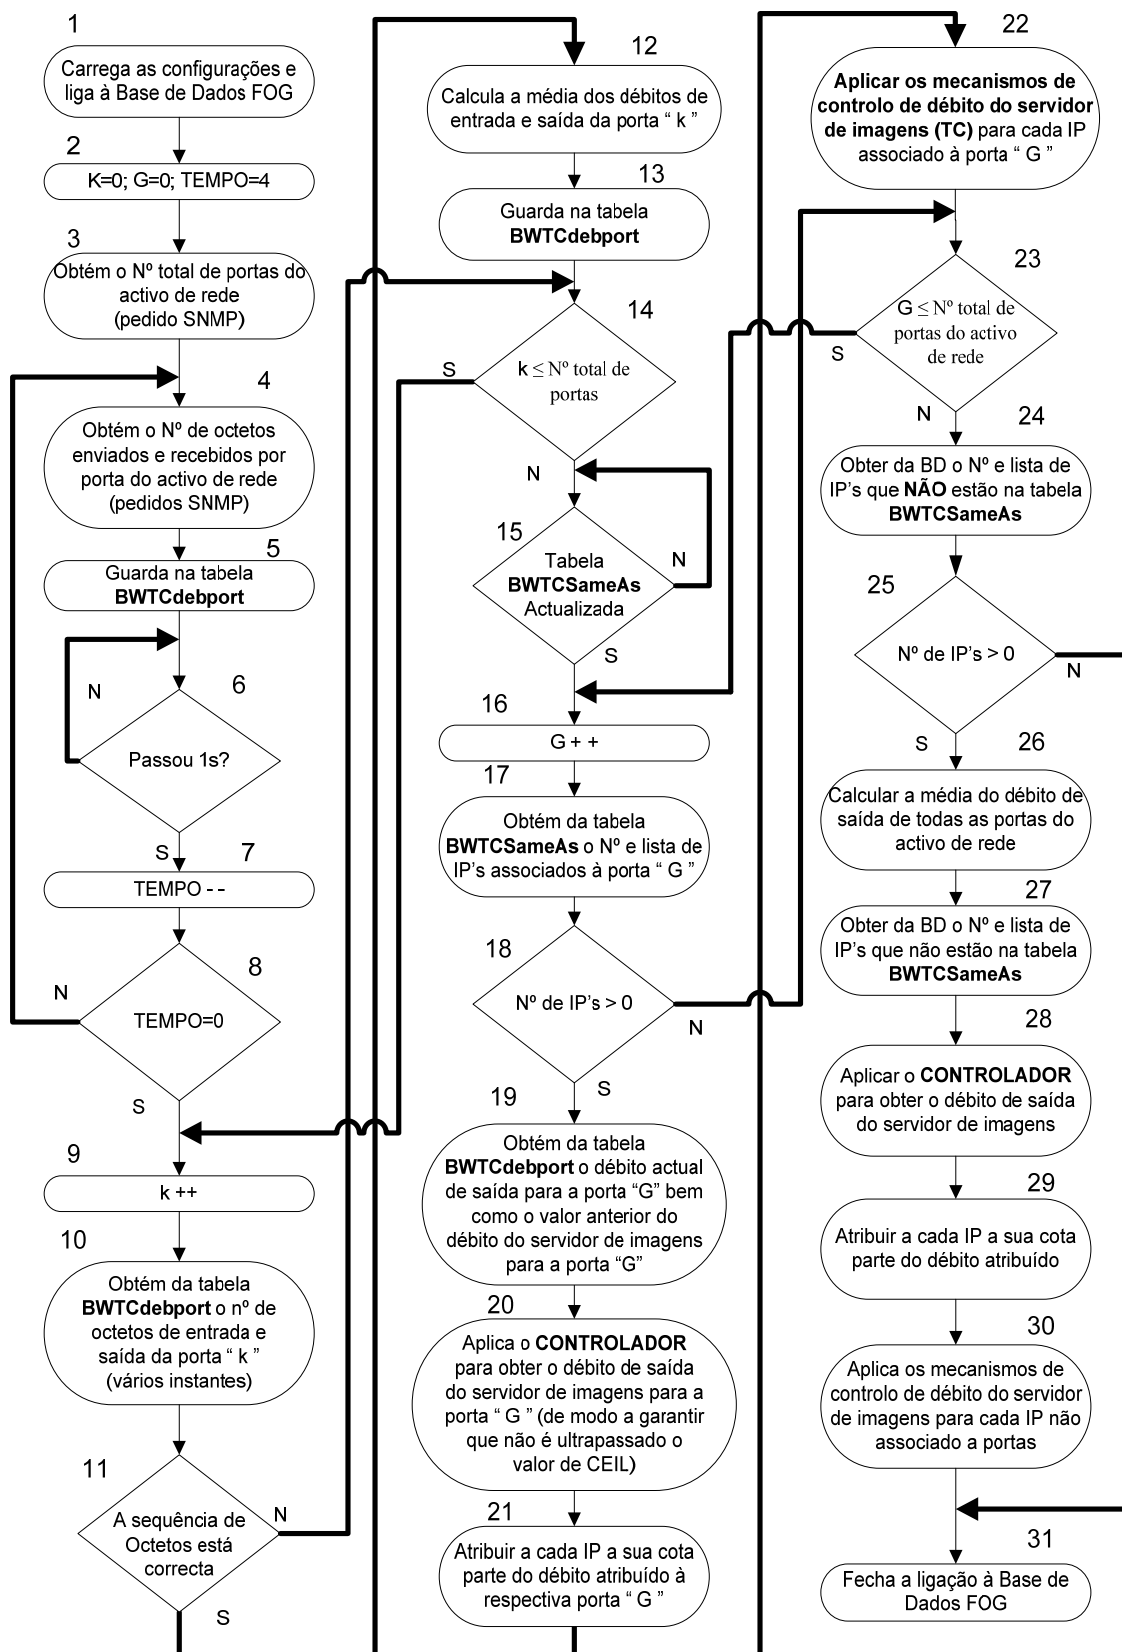 1
Carrega as configurações e
liga à Base de Dados FOG
2
K=0; G=0; TEMPO=4
3
Obtém o Nº total de portas do
activo de rede
(pedido SNMP)
4
Obtém o Nº de octetos
enviados e recebidos por
porta do activo de rede
(pedidos SNMP)
5
Guarda na tabela
BWTCdebport
6
N
Passou 1s?
S
7
TEMPO - -
8
N
TEMPO=0
S
9
k ++
10
Obtém da tabela
BWTCdebport o nº de
octetos de entrada e
saída da porta “ k ”
(vários instantes)
11
A sequência de
Octetos está
correcta
N
S
12
Calcula a média dos débitos de
entrada e saída da porta “ k ”
13
Guarda na tabela
BWTCdebport
14
S
k ≤ Nº total de
portas
N
15
Tabela
BWTCSameAs
Actualizada
N
S
16
G + +
17
Obtém da tabela
BWTCSameAs o Nº e lista de
IP’s associados à porta “ G ”
18
Nº de IP’s > 0
N
S
19
Obtém da tabela
BWTCdebport o débito actual
de saída para a porta “G” bem
como o valor anterior do
débito do servidor de imagens
para a porta “G”
20
Aplica o CONTROLADOR
para obter o débito de saída
do servidor de imagens para a
porta “ G ” (de modo a garantir
que não é ultrapassado o
valor de CEIL)
21
Atribuir a cada IP a sua cota
parte do débito atribuído à
respectiva porta “ G ”
22
Aplicar os mecanismos de
controlo de débito do servidor
de imagens (TC) para cada IP
associado à porta “ G ”
23
G ≤ Nº total de
portas do activo
de rede
S
N
24
Obter da BD o Nº e lista de
IP’s que NÃO estão na tabela
BWTCSameAs
25
Nº de IP’s > 0
N
S
26
Calcular a média do débito de
saída de todas as portas do
activo de rede
27
Obter da BD o Nº e lista de
IP’s que não estão na tabela
BWTCSameAs
28
Aplicar o CONTROLADOR
para obter o débito de saída
do servidor de imagens
29
Atribuir a cada IP a sua cota
parte do débito atribuído
30
Aplica os mecanismos de
controlo de débito do servidor
de imagens para cada IP não
associado a portas
31
Fecha a ligação à Base de
Dados FOG